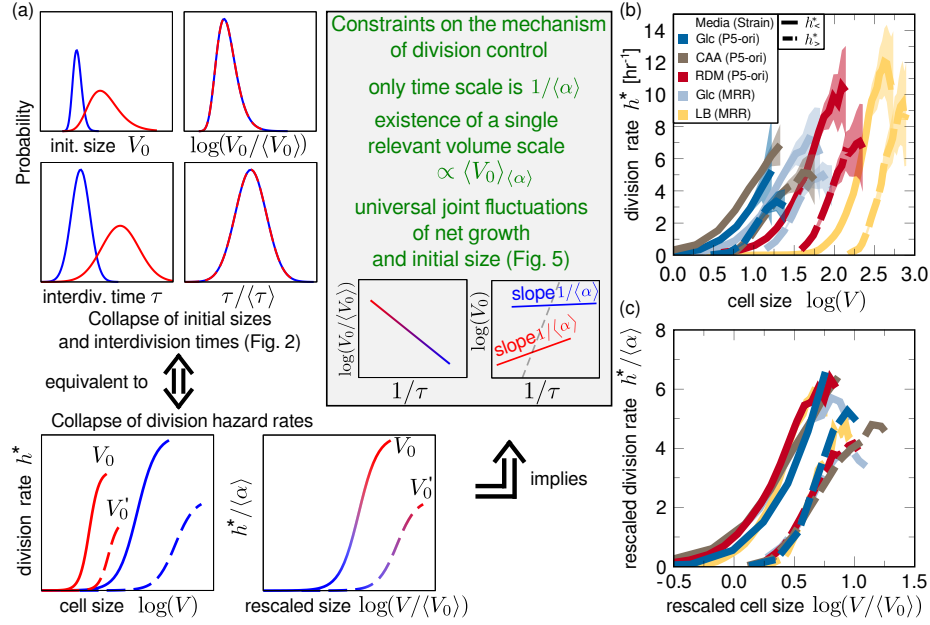 (a)
Probability
init. size V₀
log(V₀/⟨V₀⟩)
interdiv. time τ
τ/⟨τ⟩
Collapse of initial sizes
and interdivision times (Fig. 2)
equivalent to
Collapse of division hazard rates
division rate h*
V₀
V₀'
cell size log(V)
h*/⟨α⟩
V₀
V₀'
rescaled size log(V/⟨V₀⟩)
implies
Constraints on the mechanism
of division control
only time scale is 1/⟨α⟩
existence of a single
relevant volume scale
∝ ⟨V₀⟩⟨α⟩
universal joint fluctuations
of net growth
and initial size (Fig. 5)
log(V₀/⟨V₀⟩)
1/τ
log(V₀)
slope 1/⟨α⟩
slope 1/⟨α⟩
1/τ
(b)
division rate h* [hr⁻¹]
14
12
10
8
6
4
2
0
Media (Strain)
Glc (P5-ori)
CAA (P5-ori)
RDM (P5-ori)
Glc (MRR)
LB (MRR)
h*<
h*>
0.0 0.5 1.0 1.5 2.0 2.5 3.0
cell size log(V)
(c)
rescaled division rate h*/⟨α⟩
8
6
4
2
0
-0.5 0.0 0.5 1.0 1.5
rescaled cell size log(V/⟨V₀⟩)